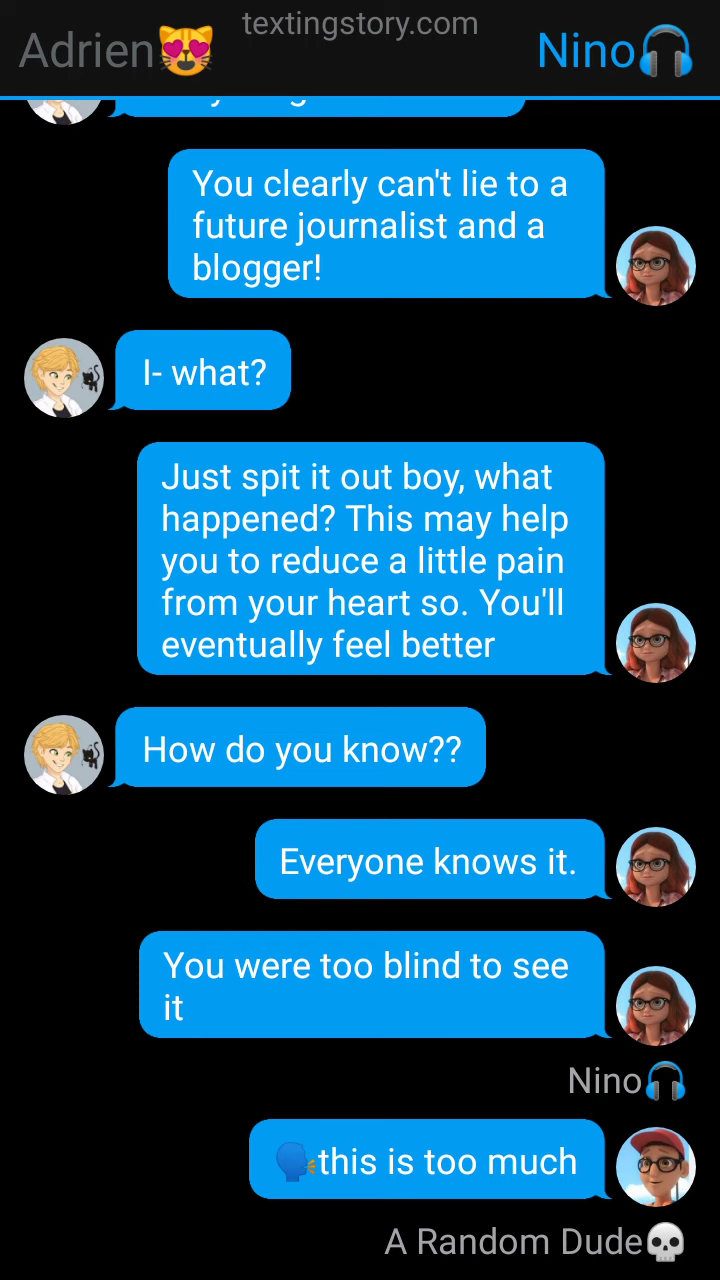 textingstory.com
Adrien😻
Nino🎧
You clearly can't lie to a
future journalist and a
blogger!
I- what?
Just spit it out boy, what
happened? This may help
you to reduce a little pain
from your heart so. You'll
eventually feel better
How do you know??
Everyone knows it.
You were too blind to see
it
Nino🎧
🗣this is too much
A Random Dude💀